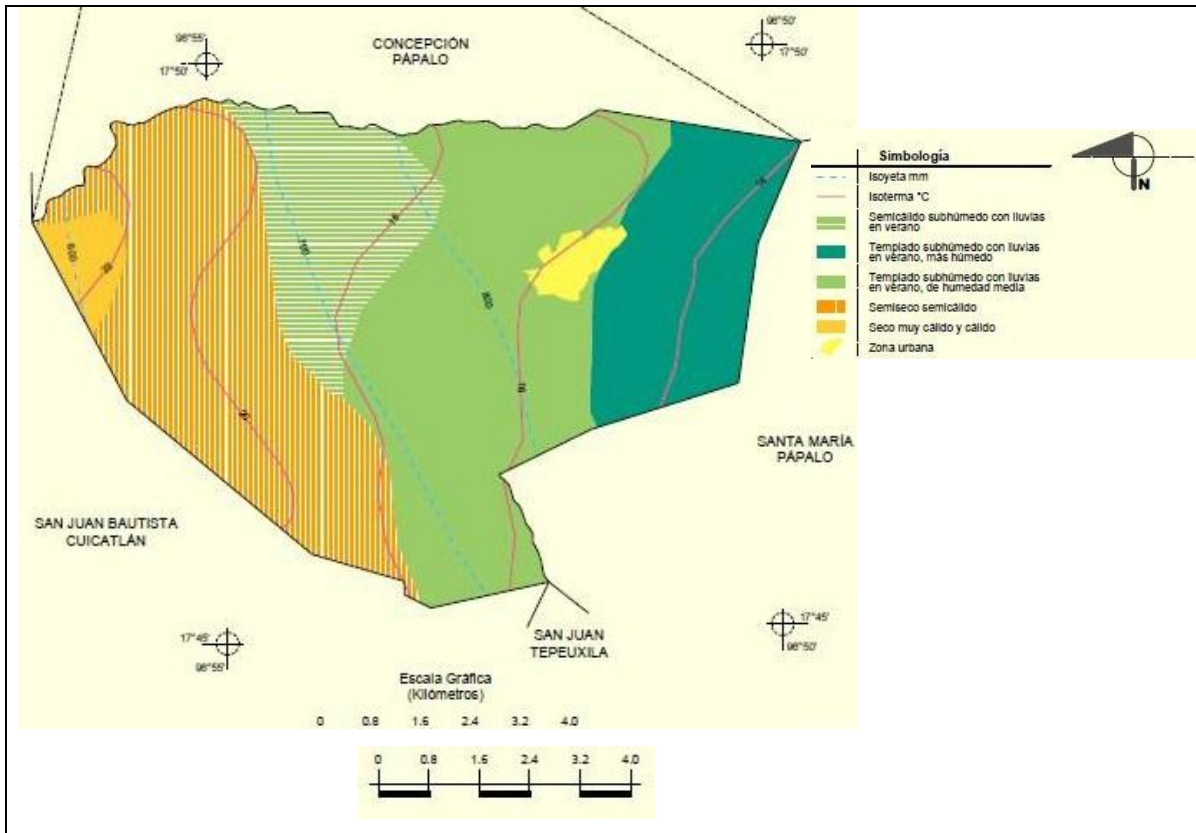 96°55'
17°50'
CONCEPCIÓN
PÁPALO
96°50'
17°50'
Simbología
Isoyeta mm
Isoterma °C
Semicálido subhúmedo con lluvias
en verano
Templado subhúmedo con lluvias
en verano, más húmedo
Templado subhúmedo con lluvias
en verano, de humedad media
Semiseco semicálido
Seco muy cálido y cálido
Zona urbana
N
600
700
18
800
16
SANTA MARÍA
PÁPALO
SAN JUAN BAUTISTA
CUICATLÁN
17°45'
96°55'
SAN JUAN
TEPEUXILA
17°45'
96°50'
Escala Gráfica
(Kilómetros)
0 0.8 1.6 2.4 3.2 4.0
0 0.8 1.6 2.4 3.2 4.0